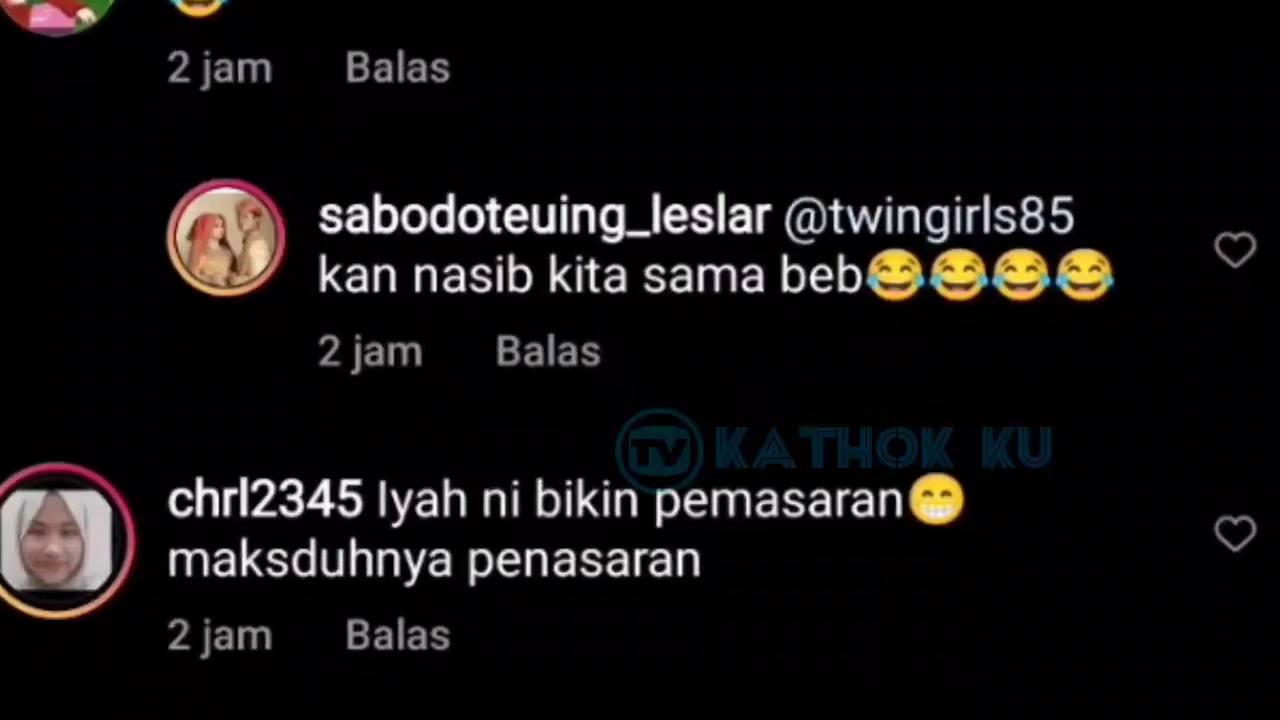 😂
2 jam Balas
sabodoteuing_leslar @twingirls85
kan nasib kita sama beb😂😂😂😂
2 jam Balas
TV KATHOK KU
chrl2345 Iyah ni bikin pemasaran😁
maksduhnya penasaran
2 jam Balas